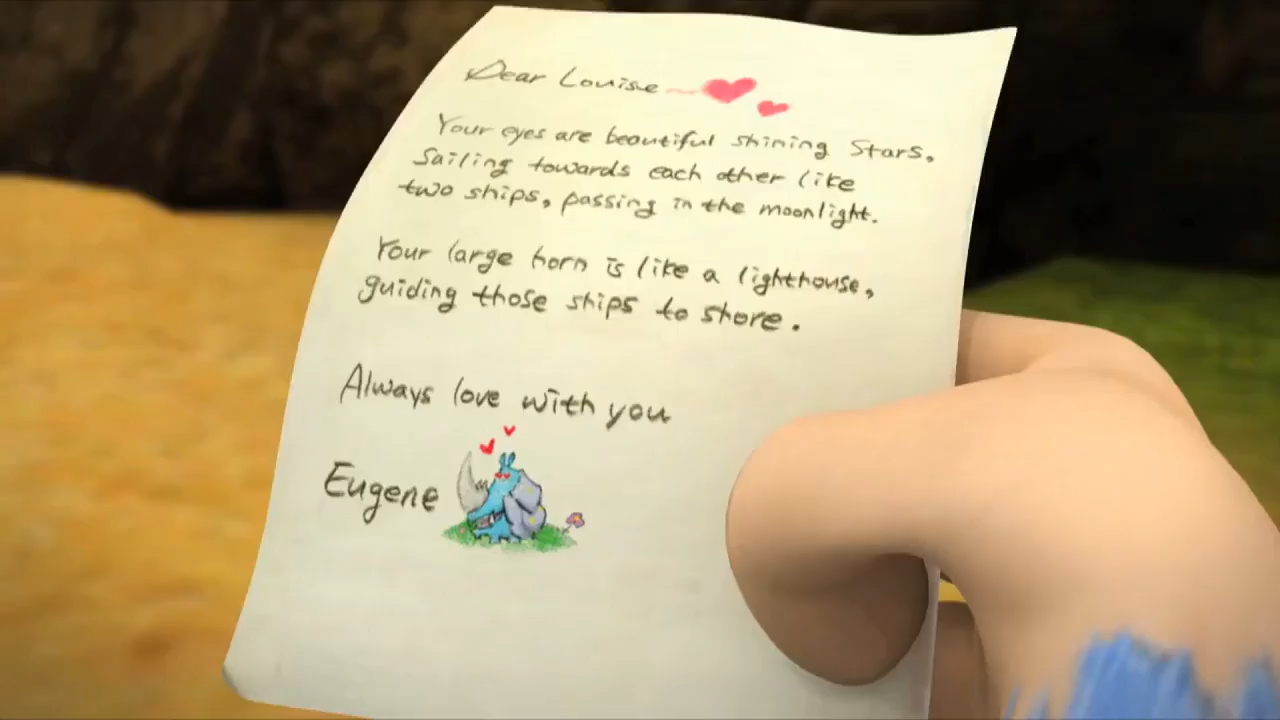 Dear Louise
Your eyes are beautiful shining Stars,
Sailing towards each other like
two ships, passing in the moonlight.
Your large horn is like a lighthouse,
guiding those ships to shore.
Always love with you
Eugene